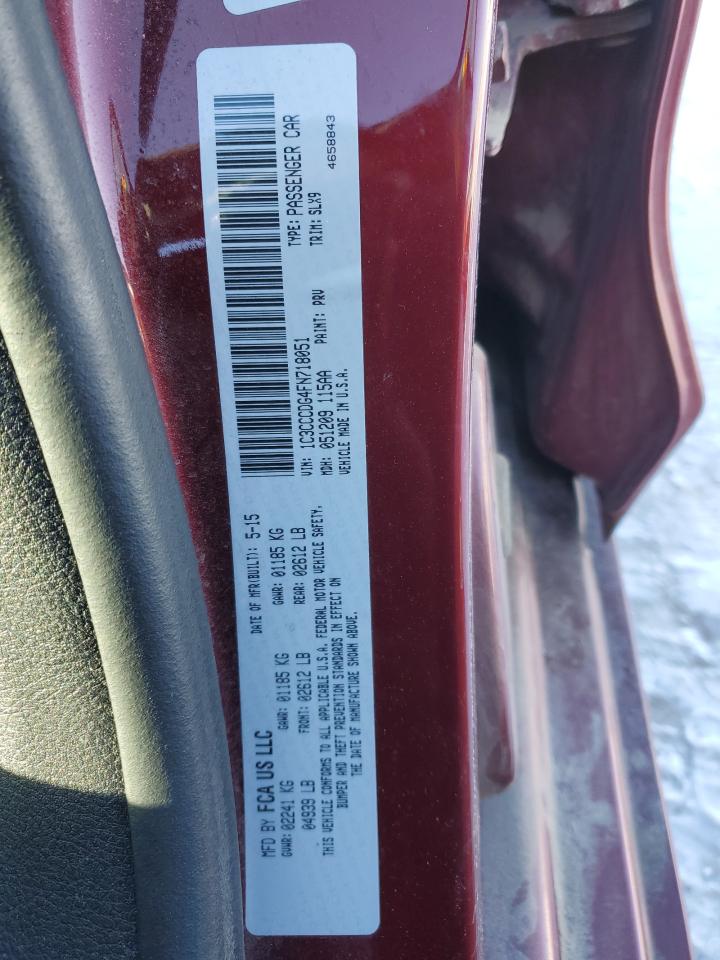 MFD BY FCA US LLC
DATE OF MFR(BUILT): 5-15
GVWR: 02241 KG
GAWR: 01185 KG
GAWR: 01185 KG
04939 LB
FRONT: 02612 LB
REAR: 02612 LB
THIS VEHICLE CONFORMS TO ALL APPLICABLE U.S.A. FEDERAL MOTOR VEHICLE SAFETY,
BUMPER AND THEFT PREVENTION STANDARDS IN EFFECT ON
THE DATE OF MANUFACTURE SHOWN ABOVE.
VIN: 1C3CCCDG4FN718051
TYPE: PASSENGER CAR
MDH: 051209 115AA
PAINT: PRV
TRIM: SLX9
VEHICLE MADE IN U.S.A.
4658843